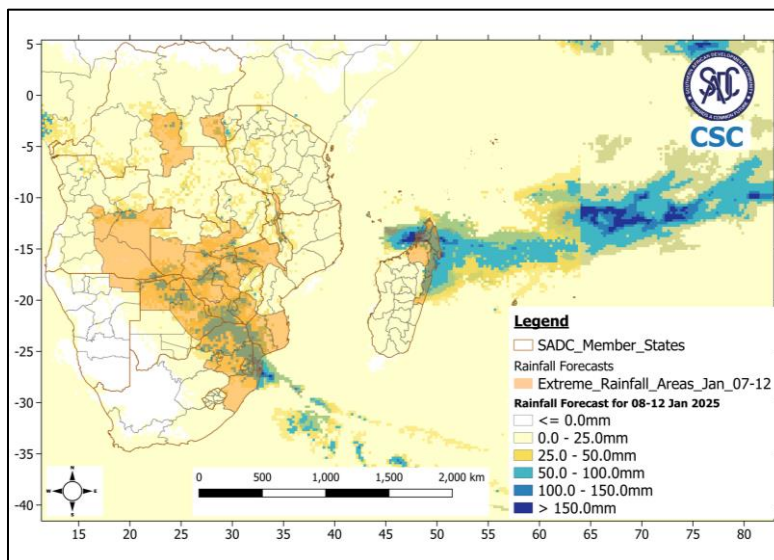 5
0
-5
-10
-15
-20
-25
-30
-35
-40
15 20 25 30 35 40 45 50 55 60 65 70 75 80
SADC
CSC
Legend
SADC_Member_States
Rainfall Forecasts
Extreme_Rainfall_Areas_Jan_07-12
Rainfall Forecast for 08-12 Jan 2025
<= 0.0mm
0.0 - 25.0mm
25.0 - 50.0mm
50.0 - 100.0mm
100.0 - 150.0mm
> 150.0mm
0 500 1,000 1,500 2,000 km